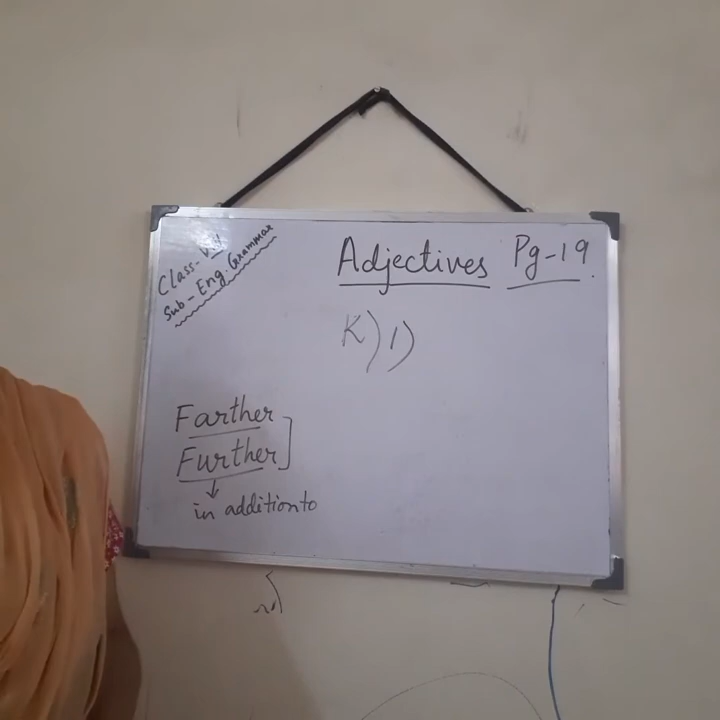 Class-
Sub-Eng. Grammar
Adjectives Pg-19.
K) 1)
Farther
Further
in addition to